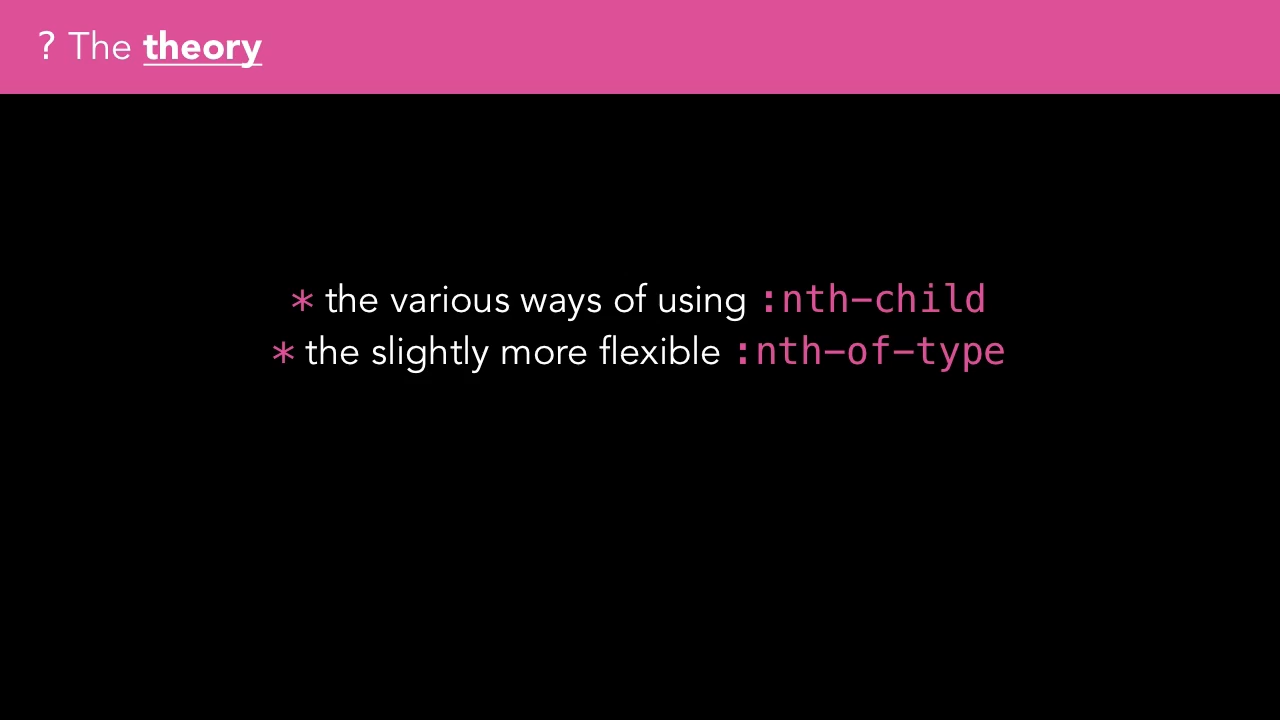 ? The theory
* the various ways of using :nth-child
* the slightly more flexible :nth-of-type